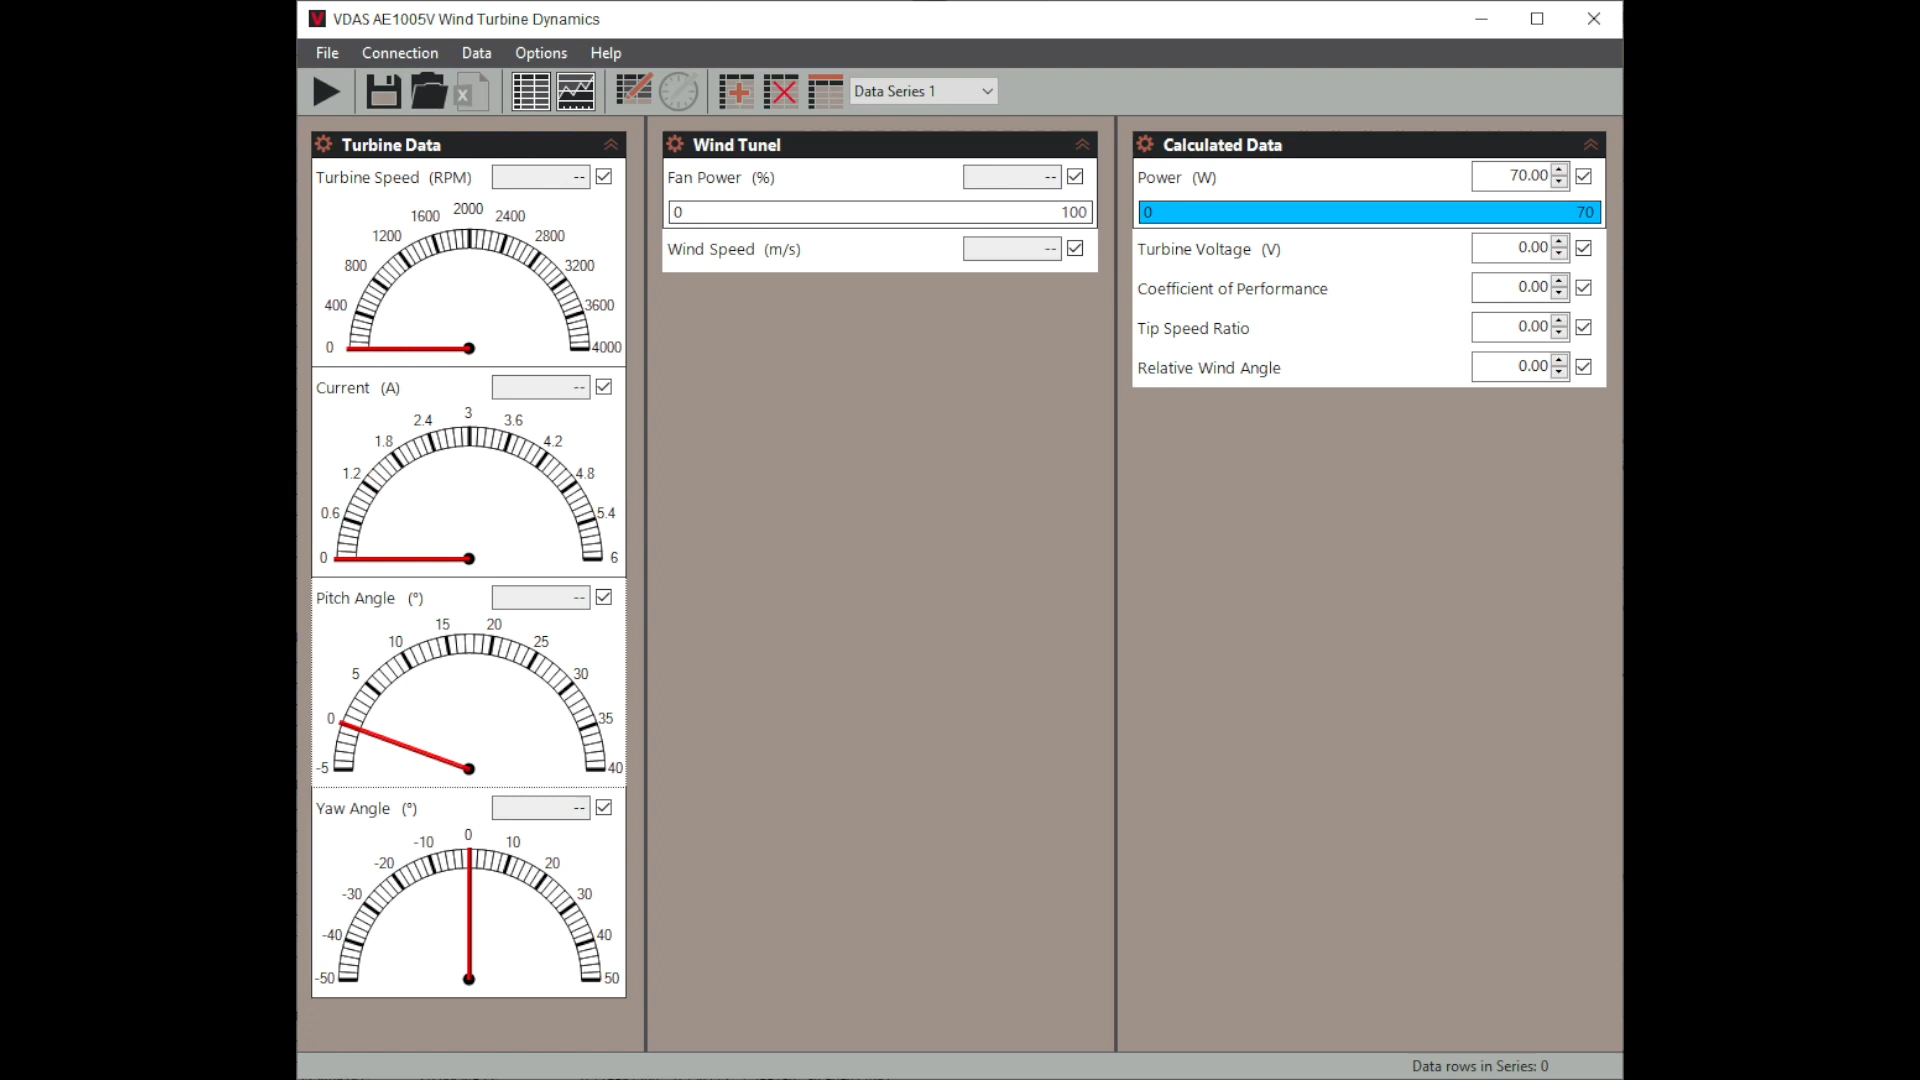 VDAS AE1005V Wind Turbine Dynamics
File Connection Data Options Help
Data Series 1
Turbine Data
Turbine Speed (RPM) --
0 400 800 1200 1600 2000 2400 2800 3200 3600 4000
Current (A) --
0 0.6 1.2 1.8 2.4 3 3.6 4.2 4.8 5.4 6
Pitch Angle (°) --
-5 0 5 10 15 20 25 30 35 40
Yaw Angle (°) --
-50 -40 -30 -20 -10 0 10 20 30 40 50
Wind Tunel
Fan Power (%) --
0 100
Wind Speed (m/s) --
Calculated Data
Power (W) 70.00
0 70
Turbine Voltage (V) 0.00
Coefficient of Performance 0.00
Tip Speed Ratio 0.00
Relative Wind Angle 0.00
Data rows in Series: 0